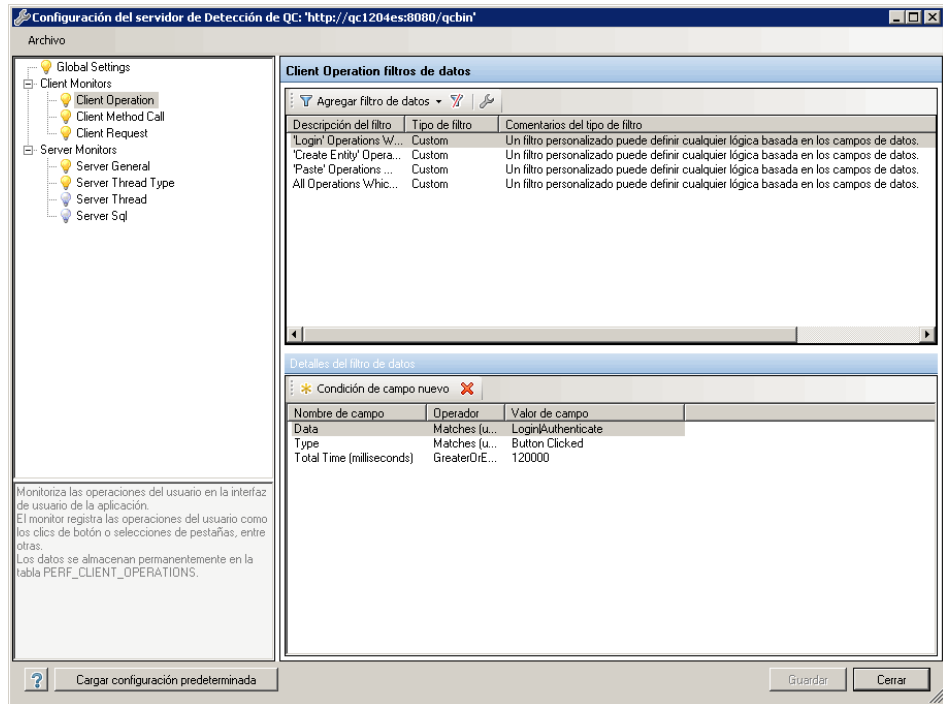 Configuración del servidor de Detección de QC: 'http://qc1204es:8080/qcbin'
Archivo
Global Settings
Client Monitors
Client Operation
Client Method Call
Client Request
Server Monitors
Server General
Server Thread Type
Server Thread
Server Sql
Monitoriza las operaciones del usuario en la interfaz
de usuario de la aplicación.
El monitor registra las operaciones del usuario como
los clics de botón o selecciones de pestañas, entre
otras.
Los datos se almacenan permanentemente en la
tabla PERF_CLIENT_OPERATIONS.
Client Operation filtros de datos
Agregar filtro de datos
Descripción del filtro Tipo de filtro Comentarios del tipo de filtro
'Login' Operations W... Custom Un filtro personalizado puede definir cualquier lógica basada en los campos de datos.
'Create Entity' Opera... Custom Un filtro personalizado puede definir cualquier lógica basada en los campos de datos.
'Paste' Operations ... Custom Un filtro personalizado puede definir cualquier lógica basada en los campos de datos.
All Operations Whic... Custom Un filtro personalizado puede definir cualquier lógica basada en los campos de datos.
Detalles del filtro de datos
Condición de campo nuevo
Nombre de campo Operador Valor de campo
Data Matches (u... Login|Authenticate
Type Matches (u... Button Clicked
Total Time (milliseconds) GreaterOrE... 120000
? Cargar configuración predeterminada Guardar Cerrar